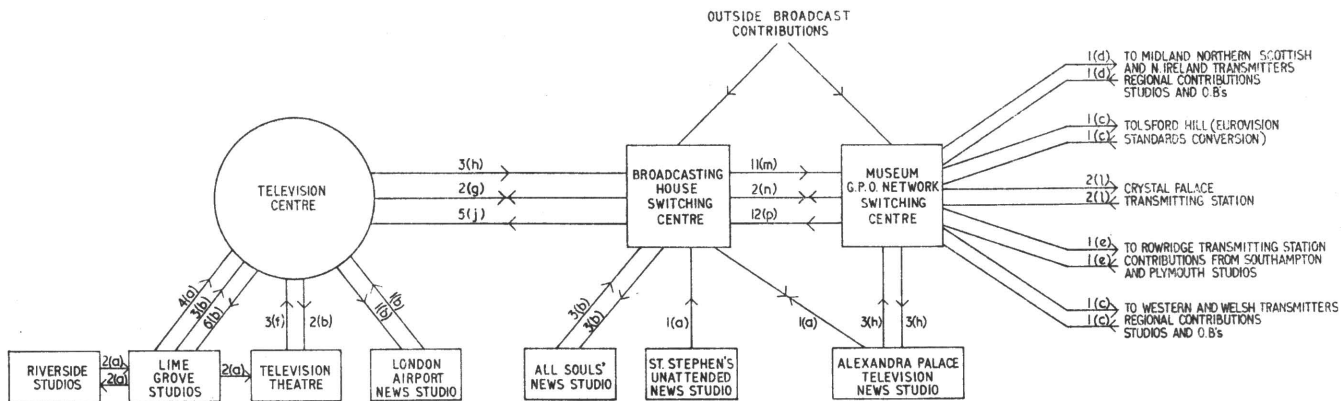 OUTSIDE BROADCAST
CONTRIBUTIONS
1(d)
TO MIDLAND NORTHERN SCOTTISH
AND N. IRELAND TRANSMITTERS
1(d)
REGIONAL CONTRIBUTIONS
STUDIOS AND O.B's
1(c)
TOLSFORD HILL (EUROVISION
1(c)
STANDARDS CONVERSION)
2(l)
CRYSTAL PALACE
2(l)
TRANSMITTING STATION
1(e)
TO ROWRIDGE TRANSMITTING STATION
1(e)
CONTRIBUTIONS FROM SOUTHAMPTON
AND PLYMOUTH STUDIOS
1(c)
TO WESTERN AND WELSH TRANSMITTERS
1(c)
REGIONAL CONTRIBUTIONS
STUDIOS AND O.B's
TELEVISION
CENTRE
3(h)
2(g)
5(j)
BROADCASTING
HOUSE
SWITCHING
CENTRE
11(m)
2(n)
12(p)
MUSEUM
G.P.O. NETWORK
SWITCHING
CENTRE
4(a)
3(b)
6(b)
3(f)
2(b)
1(b)
1(b)
3(b)
3(b)
1(a)
1(a)
3(h)
3(h)
RIVERSIDE
STUDIOS
2(a)
2(a)
LIME
GROVE
STUDIOS
2(a)
TELEVISION
THEATRE
LONDON
AIRPORT
NEWS STUDIO
ALL SOULS'
NEWS STUDIO
ST. STEPHEN'S
UNATTENDED
NEWS STUDIO
ALEXANDRA PALACE
TELEVISION
NEWS STUDIO